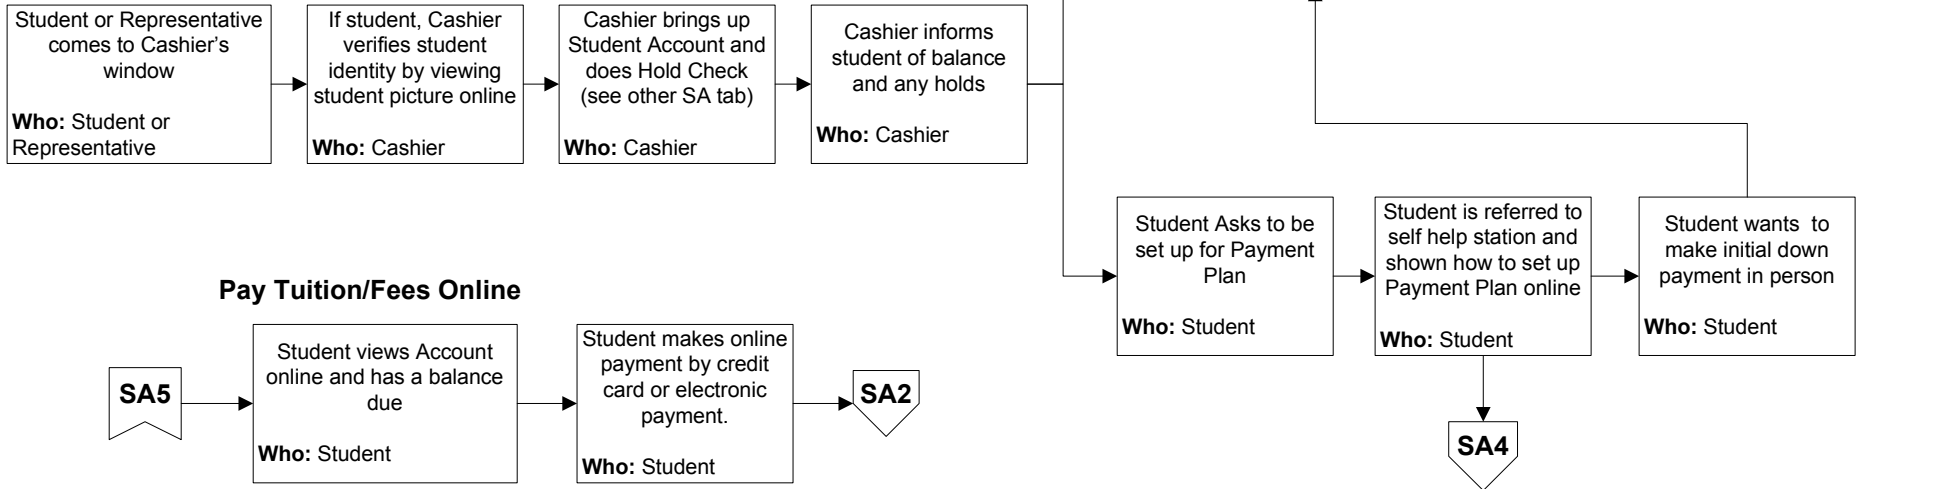 Student or Representative
comes to Cashier's
window
Who: Student or
Representative
If student, Cashier
verifies student
identity by viewing
student picture online
Who: Cashier
Cashier brings up
Student Account and
does Hold Check
(see other SA tab)
Who: Cashier
Cashier informs
student of balance
and any holds
Who: Cashier
Student Asks to be
set up for Payment
Plan
Who: Student
Student is referred to
self help station and
shown how to set up
Payment Plan online
Who: Student
Student wants  to
make initial down
payment in person
Who: Student
SA4
Pay Tuition/Fees Online
SA5
Student views Account
online and has a balance
due
Who: Student
Student makes online
payment by credit
card or electronic
payment.
Who: Student
SA2